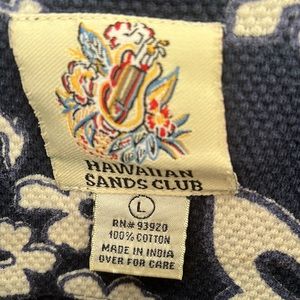 HAWAIIAN
SANDS CLUB
L
RN# 93920
100% COTTON
MADE IN INDIA
OVER FOR CARE